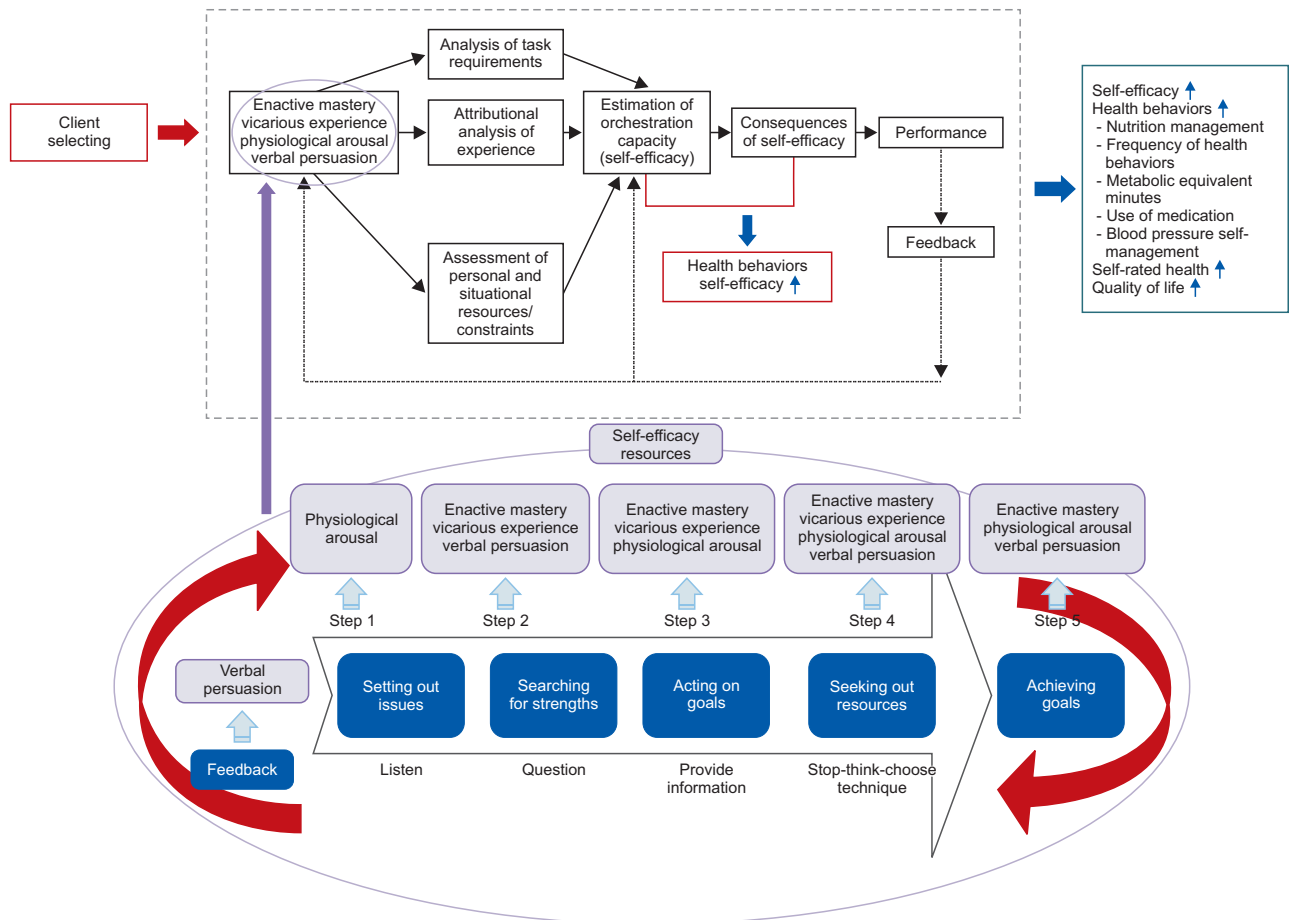 Client
selecting
Enactive mastery
vicarious experience
physiological arousal
verbal persuasion
Analysis of task
requirements
Attributional
analysis of
experience
Assessment of
personal and
situational
resources/
constraints
Estimation of
orchestration
capacity
(self-efficacy)
Consequences
of self-efficacy
Performance
Feedback
Health behaviors
self-efficacy
Self-efficacy
Health behaviors
- Nutrition management
- Frequency of health
behaviors
- Metabolic equivalent
minutes
- Use of medication
- Blood pressure self-
management
Self-rated health
Quality of life
Self-efficacy
resources
Physiological
arousal
Enactive mastery
vicarious experience
verbal persuasion
Enactive mastery
vicarious experience
physiological arousal
Enactive mastery
vicarious experience
physiological arousal
verbal persuasion
Enactive mastery
physiological arousal
verbal persuasion
Step 1
Step 2
Step 3
Step 4
Step 5
Verbal
persuasion
Feedback
Setting out
issues
Searching
for strengths
Acting on
goals
Seeking out
resources
Achieving
goals
Listen
Question
Provide
information
Stop-think-choose
technique